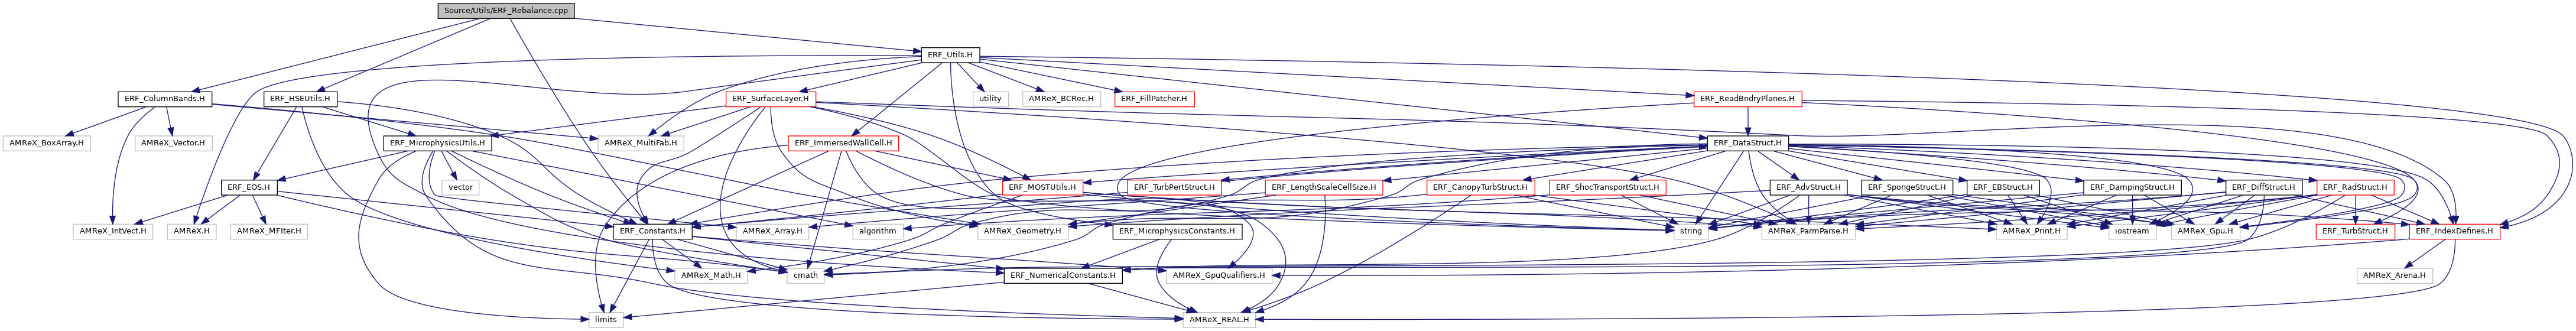 Source/Utils/ERF_Rebalance.cpp
ERF_Utils.H
ERF_ColumnBands.H
ERF_HSEUtils.H
ERF_SurfaceLayer.H
utility
AMReX_BCRec.H
ERF_FillPatcher.H
ERF_ReadBndryPlanes.H
AMReX_BoxArray.H
AMReX_Vector.H
ERF_MicrophysicsUtils.H
AMReX_MultiFab.H
ERF_ImmersedWallCell.H
ERF_DataStruct.H
ERF_EOS.H
vector
ERF_MOSTUtils.H
ERF_TurbPertStruct.H
ERF_LengthScaleCellSize.H
ERF_CanopyTurbStruct.H
ERF_ShocTransportStruct.H
ERF_AdvStruct.H
ERF_SpongeStruct.H
ERF_EBStruct.H
ERF_DampingStruct.H
ERF_DiffStruct.H
ERF_RadStruct.H
AMReX_IntVect.H
AMReX.H
AMReX_MFIter.H
ERF_Constants.H
AMReX_Array.H
algorithm
AMReX_Geometry.H
ERF_MicrophysicsConstants.H
string
AMReX_ParmParse.H
AMReX_Print.H
iostream
AMReX_Gpu.H
ERF_TurbStruct.H
ERF_IndexDefines.H
AMReX_Math.H
cmath
ERF_NumericalConstants.H
AMReX_GpuQualifiers.H
AMReX_Arena.H
limits
AMReX_REAL.H